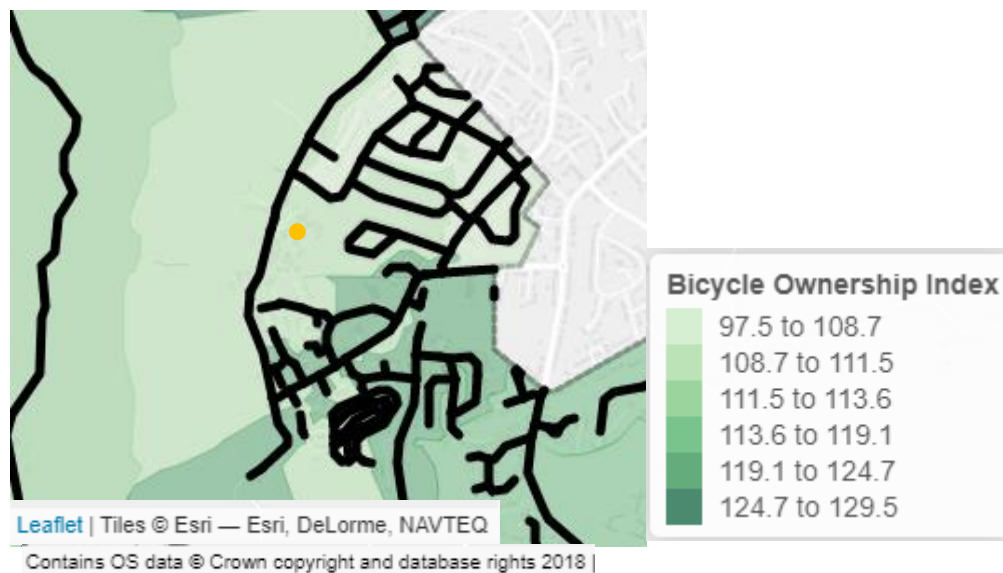 Bicycle Ownership Index
97.5 to 108.7
108.7 to 111.5
111.5 to 113.6
113.6 to 119.1
119.1 to 124.7
124.7 to 129.5
Leaflet | Tiles © Esri — Esri, DeLorme, NAVTEQ
Contains OS data © Crown copyright and database rights 2018 |